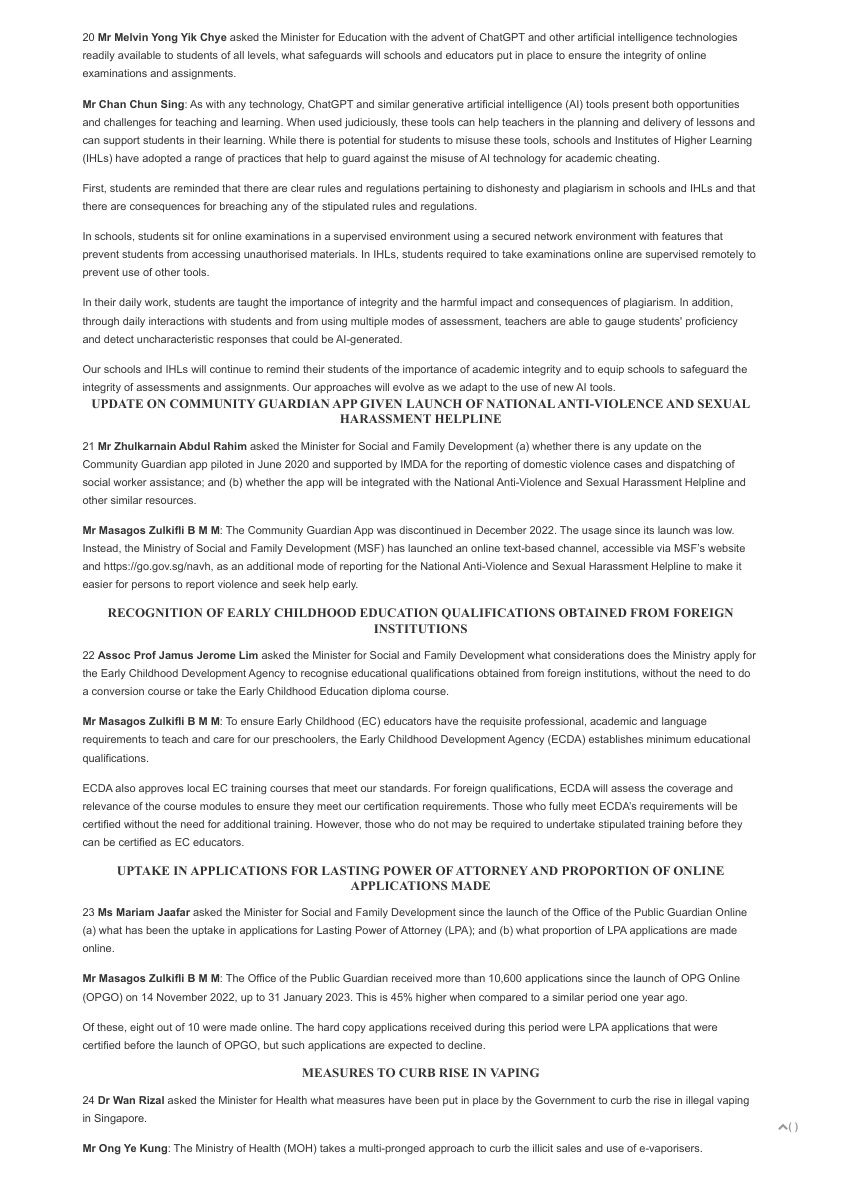 20 Mr Melvin Yong Yik Chye asked the Minister for Education with the advent of ChatGPT and other artificial intelligence technologies
readily available to students of all levels, what safeguards will schools and educators put in place to ensure the integrity of online
examinations and assignments.
Mr Chan Chun Sing: As with any technology, ChatGPT and similar generative artificial intelligence (AI) tools present both opportunities
and challenges for teaching and learning. When used judiciously, these tools can help teachers in the planning and delivery of lessons and
can support students in their learning. While there is potential for students to misuse these tools, schools and Institutes of Higher Learning
(IHLs) have adopted a range of practices that help to guard against the misuse of AI technology for academic cheating.
First, students are reminded that there are clear rules and regulations pertaining to dishonesty and plagiarism in schools and IHLs and that
there are consequences for breaching any of the stipulated rules and regulations.
In schools, students sit for online examinations in a supervised environment using a secured network environment with features that
prevent students from accessing unauthorised materials. In IHLs, students required to take examinations online are supervised remotely to
prevent use of other tools.
In their daily work, students are taught the importance of integrity and the harmful impact and consequences of plagiarism. In addition,
through daily interactions with students and from using multiple modes of assessment, teachers are able to gauge students' proficiency
and detect uncharacteristic responses that could be AI-generated.
Our schools and IHLs will continue to remind their students of the importance of academic integrity and to equip schools to safeguard the
integrity of assessments and assignments. Our approaches will evolve as we adapt to the use of new AI tools.
UPDATE ON COMMUNITY GUARDIAN APP GIVEN LAUNCH OF NATIONAL ANTI-VIOLENCE AND SEXUAL
HARASSMENT HELPLINE
21 Mr Zhulkarnain Abdul Rahim asked the Minister for Social and Family Development (a) whether there is any update on the
Community Guardian app piloted in June 2020 and supported by IMDA for the reporting of domestic violence cases and dispatching of
social worker assistance; and (b) whether the app will be integrated with the National Anti-Violence and Sexual Harassment Helpline and
other similar resources.
Mr Masagos Zulkifli B M M: The Community Guardian App was discontinued in December 2022. The usage since its launch was low.
Instead, the Ministry of Social and Family Development (MSF) has launched an online text-based channel, accessible via MSF's website
and https://go.gov.sg/navh, as an additional mode of reporting for the National Anti-Violence and Sexual Harassment Helpline to make it
easier for persons to report violence and seek help early.
RECOGNITION OF EARLY CHILDHOOD EDUCATION QUALIFICATIONS OBTAINED FROM FOREIGN
INSTITUTIONS
22 Assoc Prof Jamus Jerome Lim asked the Minister for Social and Family Development what considerations does the Ministry apply for
the Early Childhood Development Agency to recognise educational qualifications obtained from foreign institutions, without the need to do
a conversion course or take the Early Childhood Education diploma course.
Mr Masagos Zulkifli B M M: To ensure Early Childhood (EC) educators have the requisite professional, academic and language
requirements to teach and care for our preschoolers, the Early Childhood Development Agency (ECDA) establishes minimum educational
qualifications.
ECDA also approves local EC training courses that meet our standards. For foreign qualifications, ECDA will assess the coverage and
relevance of the course modules to ensure they meet our certification requirements. Those who fully meet ECDA's requirements will be
certified without the need for additional training. However, those who do not may be required to undertake stipulated training before they
can be certified as EC educators.
UPTAKE IN APPLICATIONS FOR LASTING POWER OF ATTORNEY AND PROPORTION OF ONLINE
APPLICATIONS MADE
23 Ms Mariam Jaafar asked the Minister for Social and Family Development since the launch of the Office of the Public Guardian Online
(a) what has been the uptake in applications for Lasting Power of Attorney (LPA); and (b) what proportion of LPA applications are made
online.
Mr Masagos Zulkifli B M M: The Office of the Public Guardian received more than 10,600 applications since the launch of OPG Online
(OPGO) on 14 November 2022, up to 31 January 2023. This is 45% higher when compared to a similar period one year ago.
Of these, eight out of 10 were made online. The hard copy applications received during this period were LPA applications that were
certified before the launch of OPGO, but such applications are expected to decline.
MEASURES TO CURB RISE IN VAPING
24 Dr Wan Rizal asked the Minister for Health what measures have been put in place by the Government to curb the rise in illegal vaping
in Singapore.
( )
Mr Ong Ye Kung: The Ministry of Health (MOH) takes a multi-pronged approach to curb the illicit sales and use of e-vaporisers.